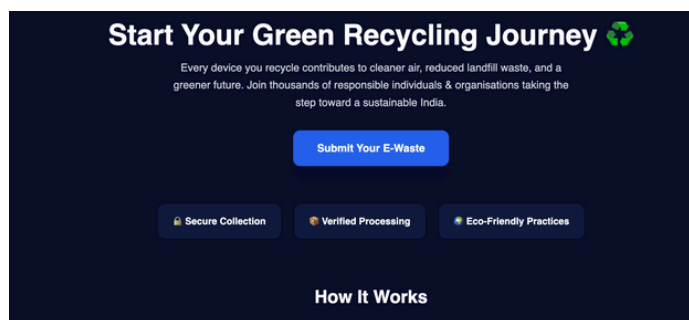 Start Your Green Recycling Journey ♻️
Every device you recycle contributes to cleaner air, reduced landfill waste, and a
greener future. Join thousands of responsible individuals & organisations taking the
step toward a sustainable India.
Submit Your E-Waste
🔒 Secure Collection 📦 Verified Processing 🌍 Eco-Friendly Practices
How It Works